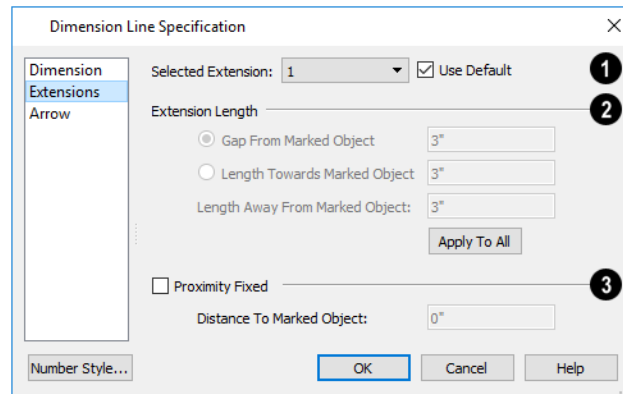 Dimension Line Specification
Dimension
Extensions
Arrow
Selected Extension: 1 Use Default 1
Extension Length 2
Gap From Marked Object 3"
Length Towards Marked Object 3"
Length Away From Marked Object: 3"
Apply To All
Proximity Fixed 3
Distance To Marked Object: 0"
Number Style... OK Cancel Help